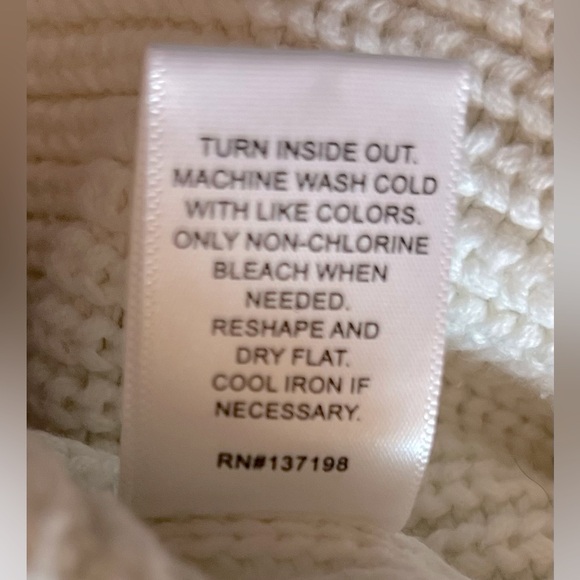 TURN INSIDE OUT.
MACHINE WASH COLD
WITH LIKE COLORS.
ONLY NON-CHLORINE
BLEACH WHEN
NEEDED.
RESHAPE AND
DRY FLAT.
COOL IRON IF
NECESSARY.
RN#137198